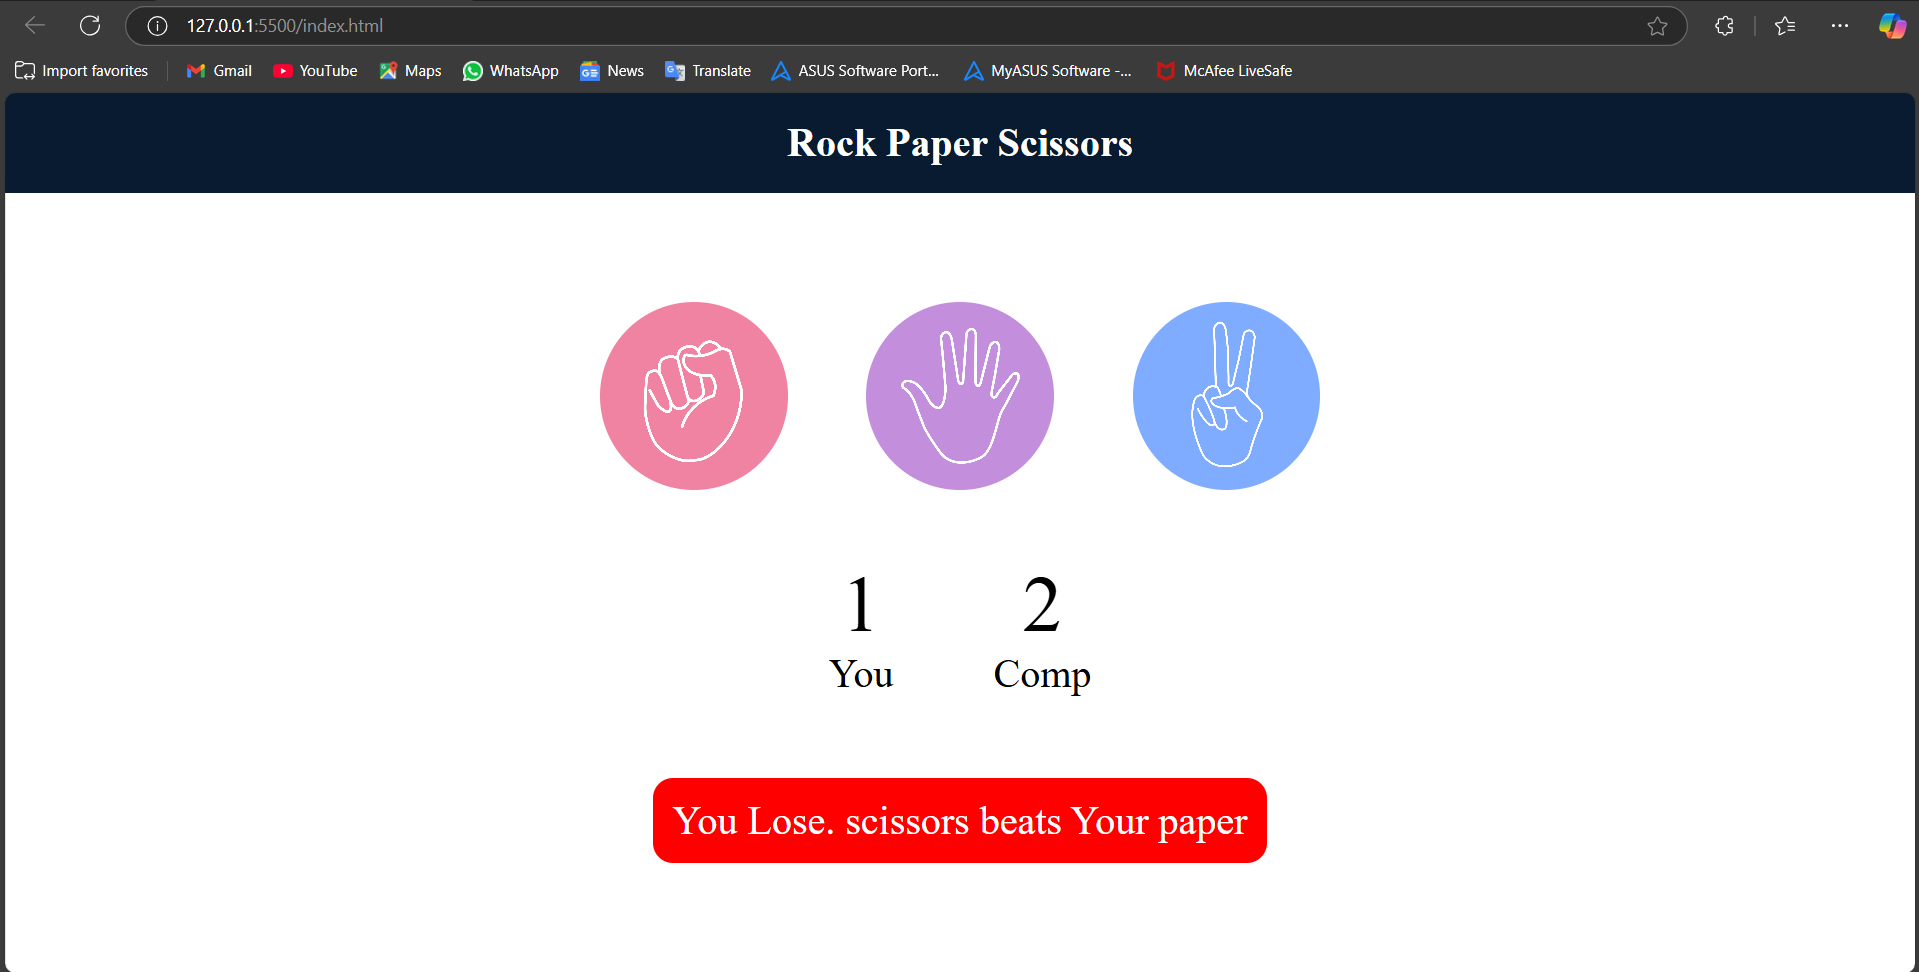 127.0.0.1:5500/index.html
Import favorites Gmail YouTube Maps WhatsApp News Translate ASUS Software Port... MyASUS Software -... McAfee LiveSafe
Rock Paper Scissors
1 2
You Comp
You Lose. scissors beats Your paper